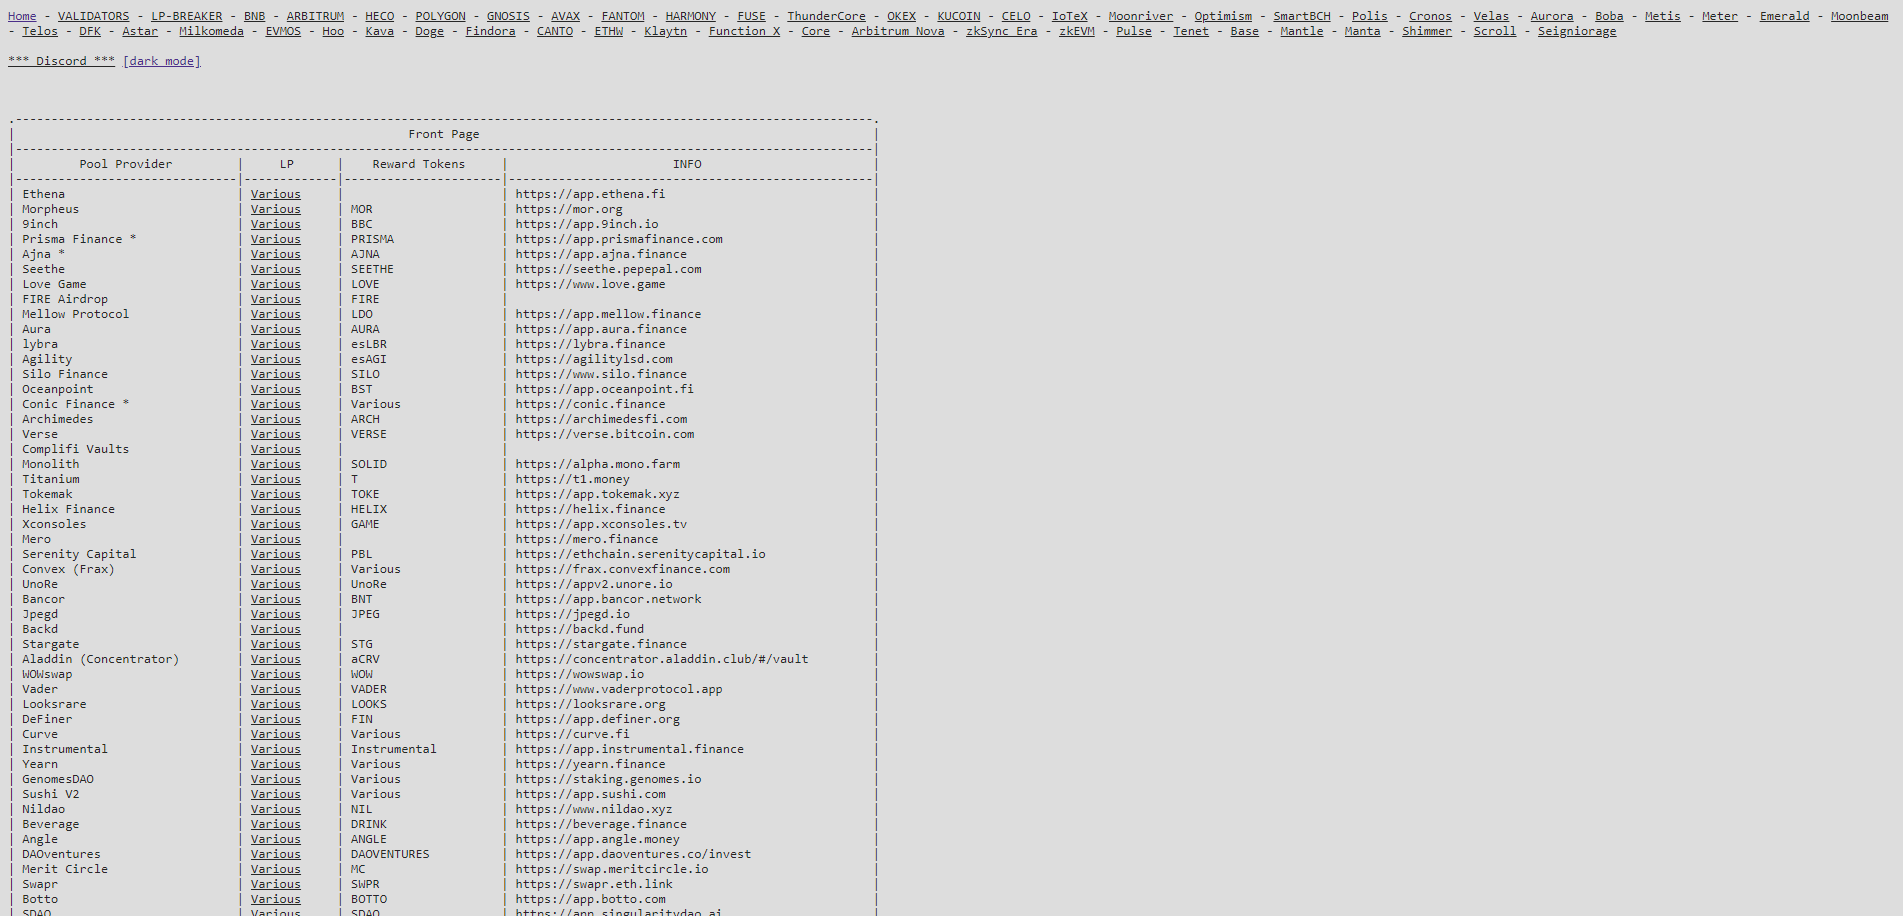 Home - VALIDATORS - LP-BREAKER - BNB - ARBITRUM - HECO - POLYGON - GNOSIS - AVAX - FANTOM - HARMONY - FUSE - ThunderCore - OKEX - KUCOIN - CELO - IoTeX - Moonriver - Optimism - SmartBCH - Polis - Cronos - Velas - Aurora - Boba - Metis - Meter - Emerald - Moonbeam
- Telos - DFK - Astar - Milkomeda - EVMOS - Hoo - Kava - Doge - Findora - CANTO - ETHW - Klaytn - Function X - Core - Arbitrum Nova - zkSync Era - zkEVM - Pulse - Tenet - Base - Mantle - Manta - Shimmer - Scroll - Seigniorage
*** Discord *** [dark mode]
Front Page
Pool Provider | LP | Reward Tokens | INFO
Ethena | Various | | https://app.ethena.fi
Morpheus | Various | MOR | https://mor.org
9inch | Various | BBC | https://app.9inch.io
Prisma Finance * | Various | PRISMA | https://app.prismafinance.com
Ajna * | Various | AJNA | https://app.ajna.finance
Seethe | Various | SEETHE | https://seethe.pepepal.com
Love Game | Various | LOVE | https://www.love.game
FIRE Airdrop | Various | FIRE |
Mellow Protocol | Various | LDO | https://app.mellow.finance
Aura | Various | AURA | https://app.aura.finance
lybra | Various | esLBR | https://lybra.finance
Agility | Various | esAGI | https://agilitylsd.com
Silo Finance | Various | SILO | https://www.silo.finance
Oceanpoint | Various | BST | https://app.oceanpoint.fi
Conic Finance * | Various | Various | https://conic.finance
Archimedes | Various | ARCH | https://archimedesfi.com
Verse | Various | VERSE | https://verse.bitcoin.com
Complifi Vaults | Various | |
Monolith | Various | SOLID | https://alpha.mono.farm
Titanium | Various | T | https://t1.money
Tokemak | Various | TOKE | https://app.tokemak.xyz
Helix Finance | Various | HELIX | https://helix.finance
Xconsoles | Various | GAME | https://app.xconsoles.tv
Mero | Various | | https://mero.finance
Serenity Capital | Various | PBL | https://ethchain.serenitycapital.io
Convex (Frax) | Various | Various | https://frax.convexfinance.com
UnoRe | Various | UnoRe | https://appv2.unore.io
Bancor | Various | BNT | https://app.bancor.network
Jpegd | Various | JPEG | https://jpegd.io
Backd | Various | | https://backd.fund
Stargate | Various | STG | https://stargate.finance
Aladdin (Concentrator) | Various | aCRV | https://concentrator.aladdin.club/#/vault
WOWswap | Various | WOW | https://wowswap.io
Vader | Various | VADER | https://www.vaderprotocol.app
Looksrare | Various | LOOKS | https://looksrare.org
DeFiner | Various | FIN | https://app.definer.org
Curve | Various | Various | https://curve.fi
Instrumental | Various | Instrumental | https://app.instrumental.finance
Yearn | Various | Various | https://yearn.finance
GenomesDAO | Various | Various | https://staking.genomes.io
Sushi V2 | Various | Various | https://app.sushi.com
Nildao | Various | NIL | https://www.nildao.xyz
Beverage | Various | DRINK | https://beverage.finance
Angle | Various | ANGLE | https://app.angle.money
DAOventures | Various | DAOVENTURES | https://app.daoventures.co/invest
Merit Circle | Various | MC | https://swap.meritcircle.io
Swapr | Various | SWPR | https://swapr.eth.link
Botto | Various | BOTTO | https://app.botto.com
SDAO | Various | SDAO | https://app.singularitydao.ai